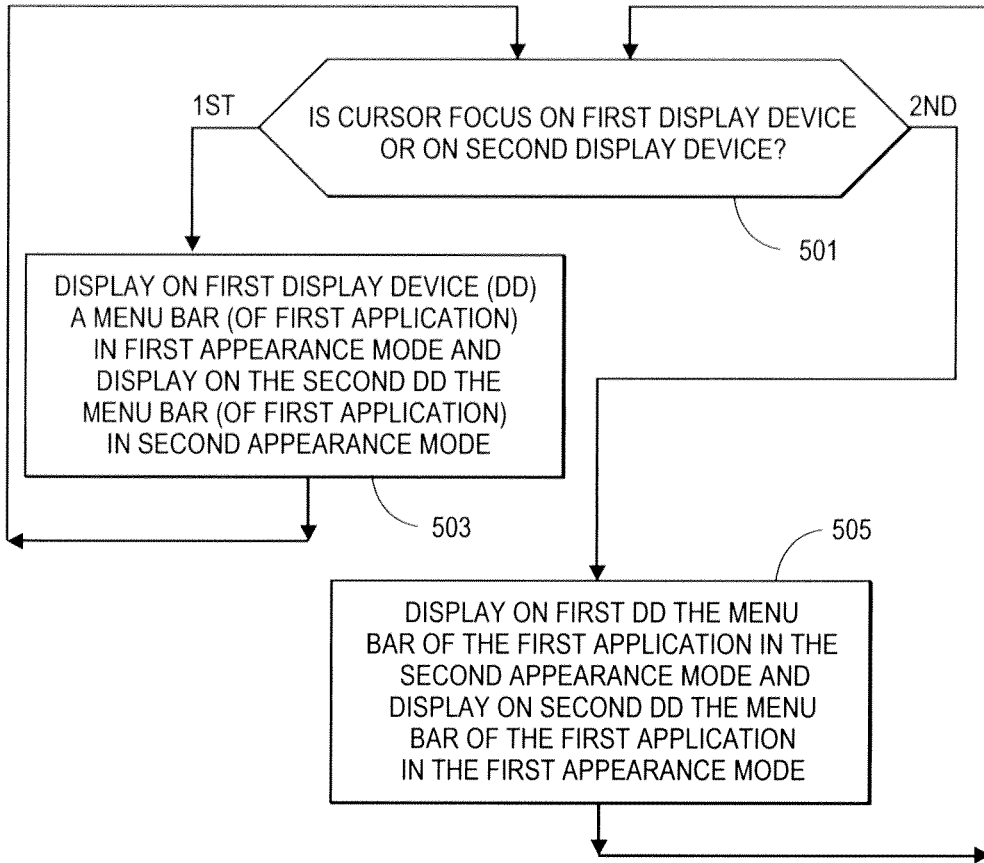 1ST
IS CURSOR FOCUS ON FIRST DISPLAY DEVICE
OR ON SECOND DISPLAY DEVICE?
2ND
501
DISPLAY ON FIRST DISPLAY DEVICE (DD)
A MENU BAR (OF FIRST APPLICATION)
IN FIRST APPEARANCE MODE AND
DISPLAY ON THE SECOND DD THE
MENU BAR (OF FIRST APPLICATION)
IN SECOND APPEARANCE MODE
503
505
DISPLAY ON FIRST DD THE MENU
BAR OF THE FIRST APPLICATION IN THE
SECOND APPEARANCE MODE AND
DISPLAY ON SECOND DD THE MENU
BAR OF THE FIRST APPLICATION
IN THE FIRST APPEARANCE MODE